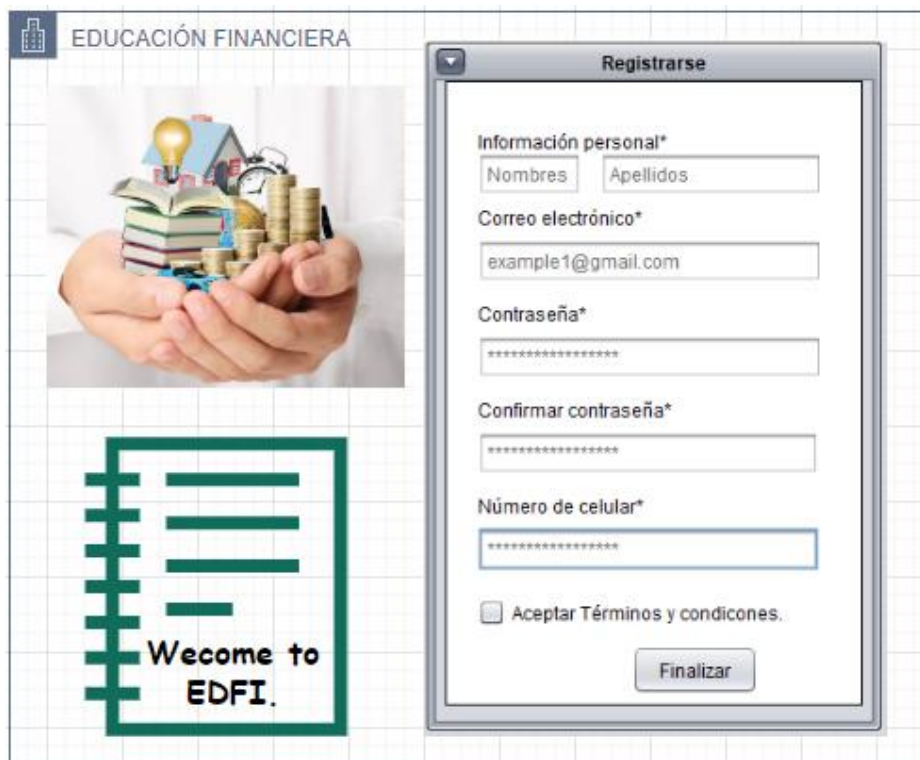 EDUCACIÓN FINANCIERA
Registrarse
Información personal*
Nombres Apellidos
Correo electrónico*
example1@gmail.com
Contraseña*
*****************
Confirmar contraseña*
*****************
Número de celular*
*****************
Aceptar Términos y condicones.
Finalizar
Wecome to
EDFI.